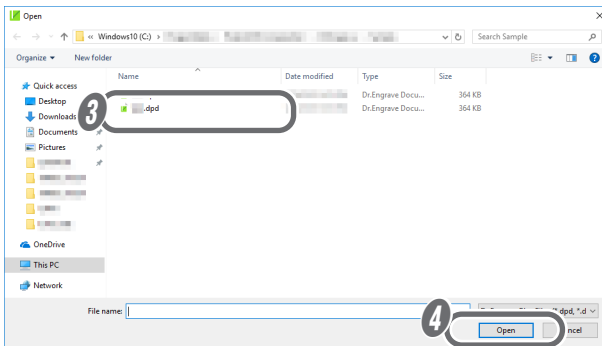 Open
« Windows10 (C:) ›
Search Sample
Organize
New folder
Name
Date modified
Type
Size
Quick access
Desktop
Downloads
Documents
Pictures
OneDrive
This PC
Network
Dr.Engrave Docu...
364 KB
3
.dpd
Dr.Engrave Docu...
364 KB
File name:
dpd, *.d
4
Open
ncel